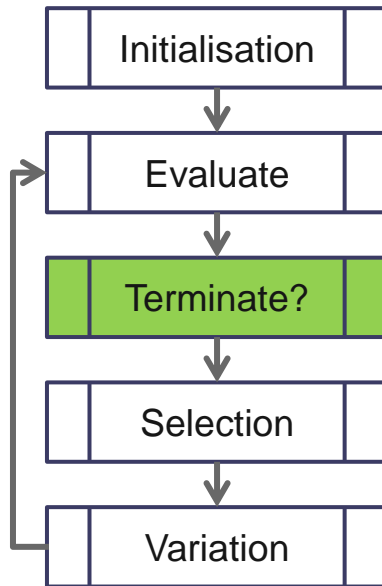 Initialisation
Evaluate
Terminate?
Selection
Variation